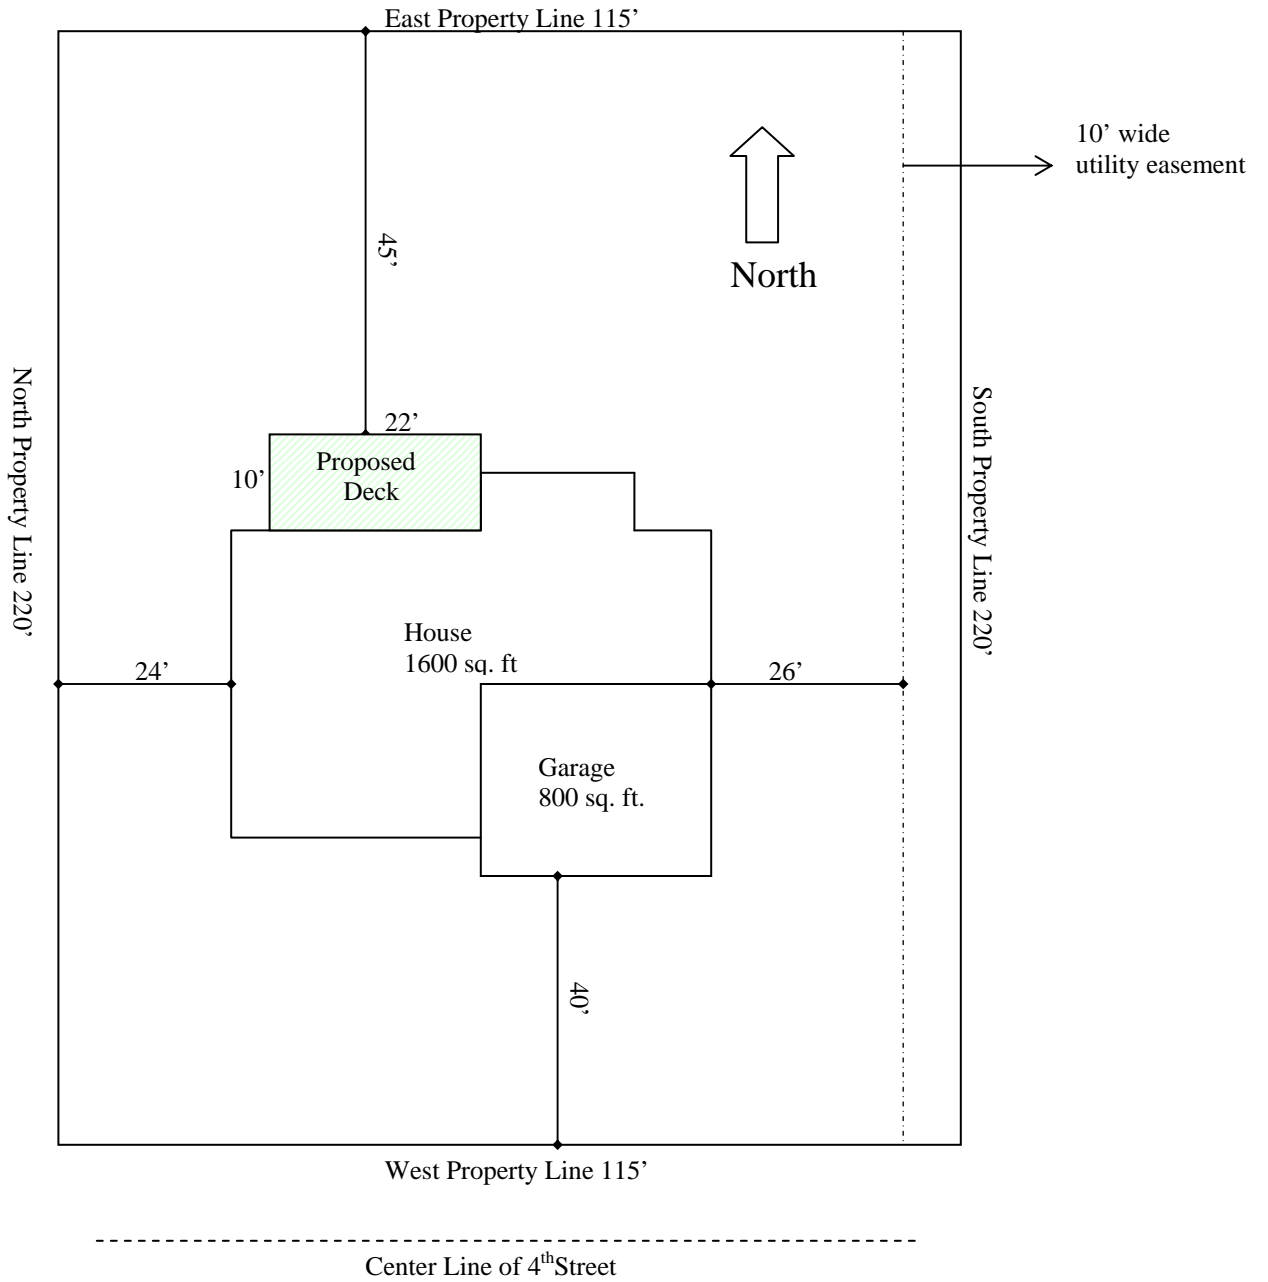 East Property Line 115’
10’ wide
utility easement
North
45’
22’
10’
Proposed
Deck
North Property Line 220’
South Property Line 220’
House
1600 sq. ft
24’
26’
Garage
800 sq. ft.
40’
West Property Line 115’
Center Line of 4thStreet